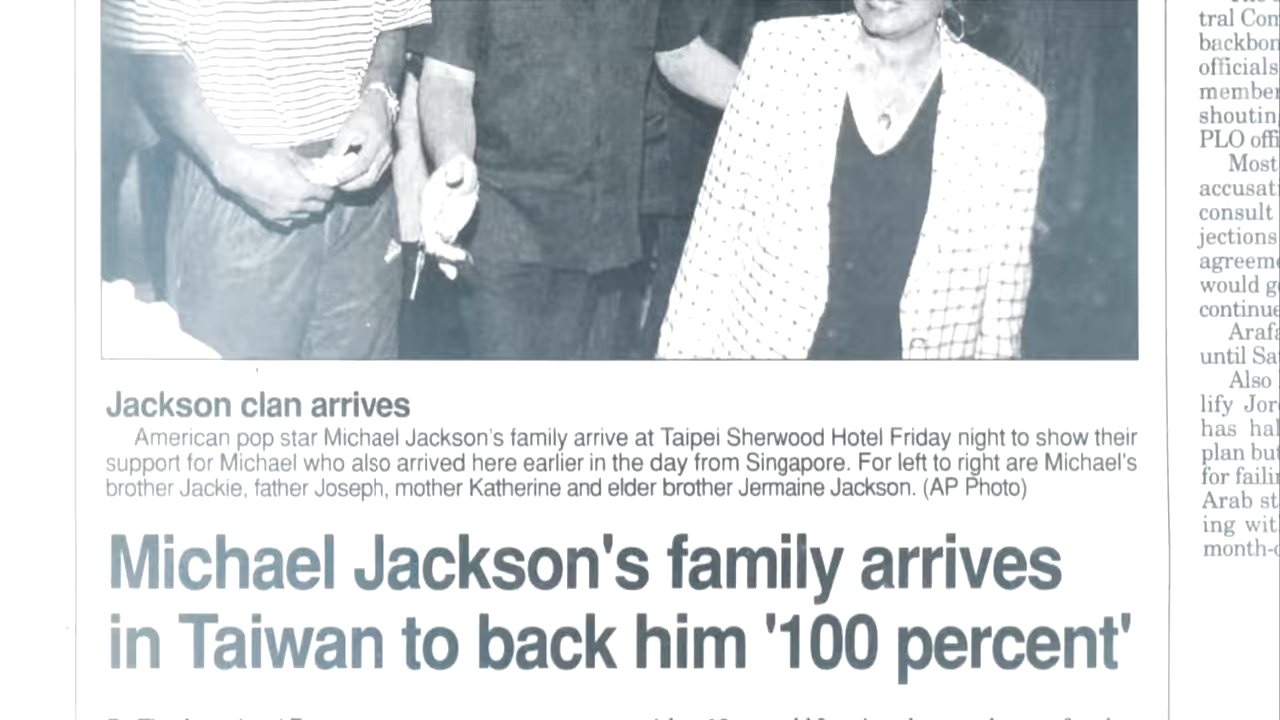 Jackson clan arrives
American pop star Michael Jackson's family arrive at Taipei Sherwood Hotel Friday night to show their
support for Michael who also arrived here earlier in the day from Singapore. For left to right are Michael's
brother Jackie, father Joseph, mother Katherine and elder brother Jermaine Jackson. (AP Photo)
Michael Jackson's family arrives
in Taiwan to back him '100 percent'
tral Con
backbon
officials
member
shoutin
PLO offi
Most
accusati
consult
jections
agreeme
would g
continue
Arafa
until Sa
Also
lify Jor
has hal
plan but
for failin
Arab st
ing wit
month-o